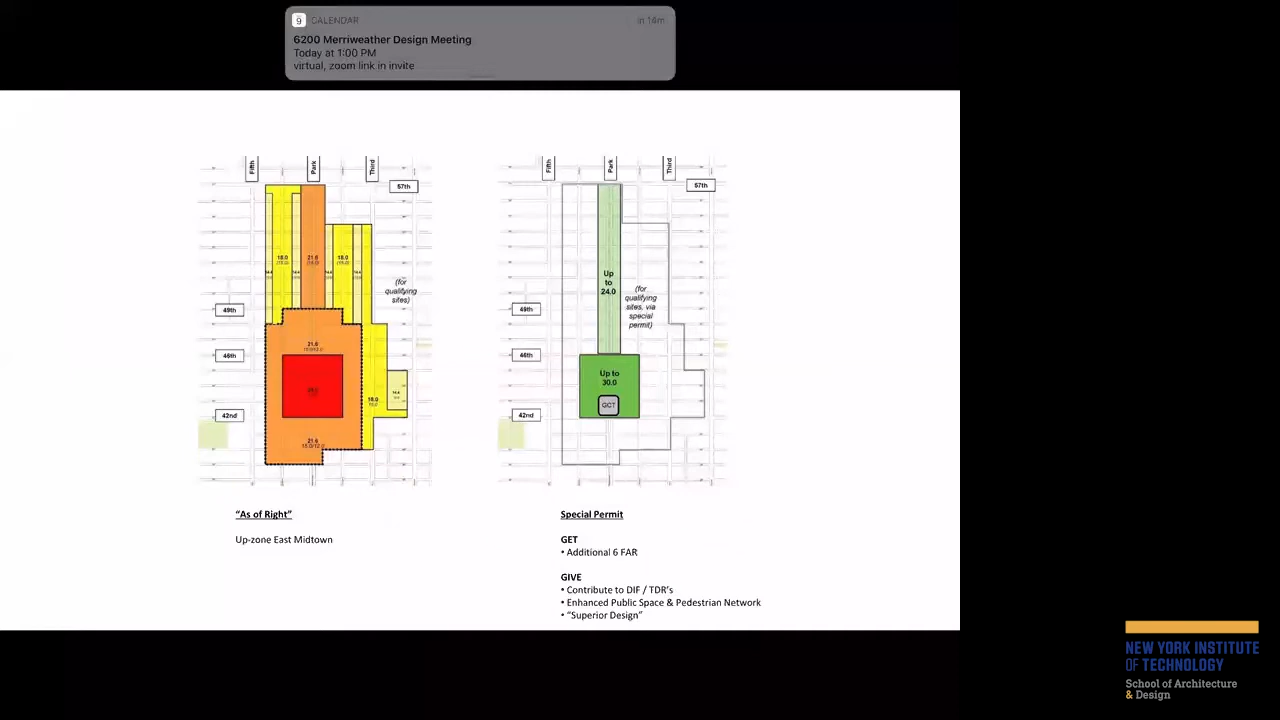 9 CALENDAR in 14m
6200 Merriweather Design Meeting
Today at 1:00 PM
virtual, zoom link in invite
Fifth
Park
Third
57th
18.0
21.6
18.0
(for
qualifying
sites)
49th
21.6
46th
18.0
42nd
21.6
Fifth
Park
Third
57th
Up
to
24.0
(for
qualifying
sites, via
special
permit)
49th
46th
Up to
30.0
GCT
42nd
“As of Right”
Up-zone East Midtown
Special Permit
GET
• Additional 6 FAR
GIVE
• Contribute to DIF / TDR’s
• Enhanced Public Space & Pedestrian Network
• “Superior Design”
NEW YORK INSTITUTE
OF TECHNOLOGY
School of Architecture
& Design